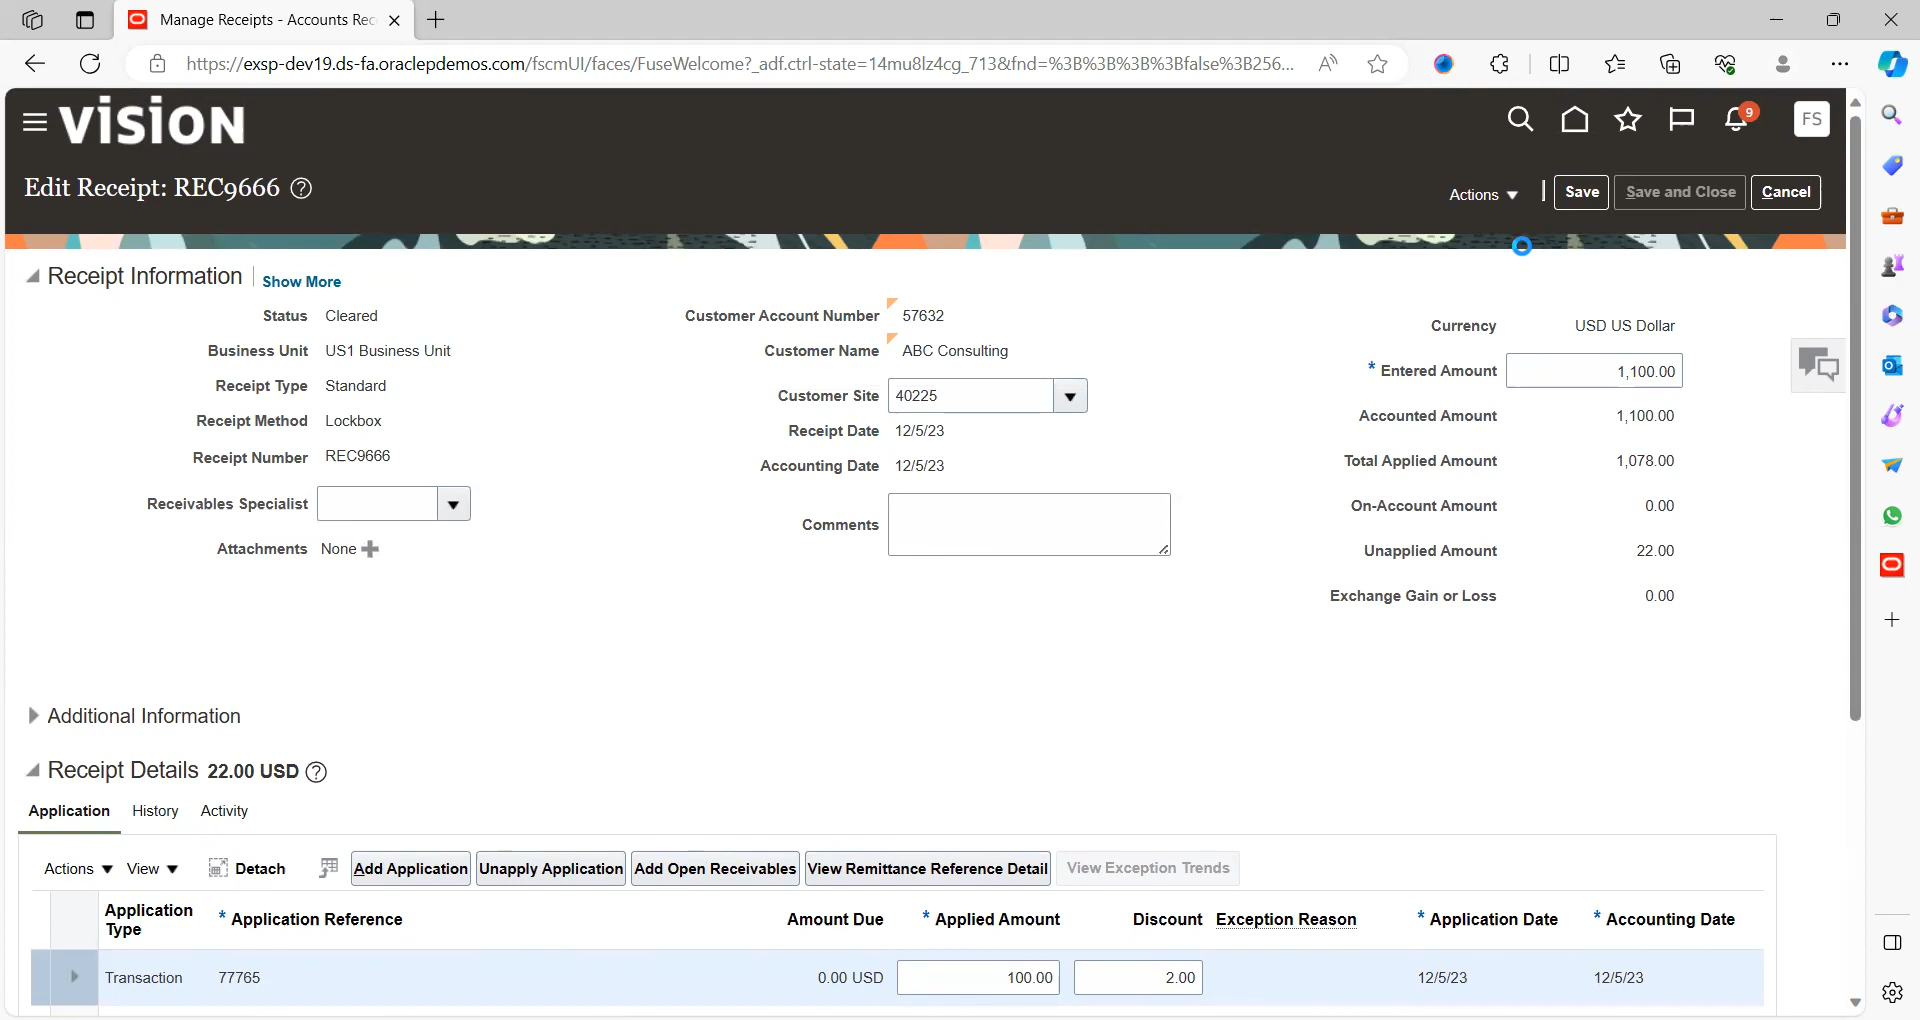 Manage Receipts - Accounts Rec
https://exsp-dev19.ds-fa.oraclepdemos.com/fscmUI/faces/FuseWelcome?_adf.ctrl-state=14mu8lz4cg_713&fnd=%3B%3B%3B%3Bfalse%3B256...
vision
9
FS
Edit Receipt: REC9666
Actions
Save
Save and Close
Cancel
Receipt Information
Show More
Status Cleared
Business Unit US1 Business Unit
Receipt Type Standard
Receipt Method Lockbox
Receipt Number REC9666
Receivables Specialist
Attachments None
Customer Account Number 57632
Customer Name ABC Consulting
Customer Site 40225
Receipt Date 12/5/23
Accounting Date 12/5/23
Comments
Currency USD US Dollar
* Entered Amount 1,100.00
Accounted Amount 1,100.00
Total Applied Amount 1,078.00
On-Account Amount 0.00
Unapplied Amount 22.00
Exchange Gain or Loss 0.00
Additional Information
Receipt Details 22.00 USD
Application History Activity
Actions View Detach Add Application Unapply Application Add Open Receivables View Remittance Reference Detail View Exception Trends
Application Type * Application Reference Amount Due * Applied Amount Discount Exception Reason * Application Date * Accounting Date
Transaction 77765 0.00 USD 100.00 2.00 12/5/23 12/5/23